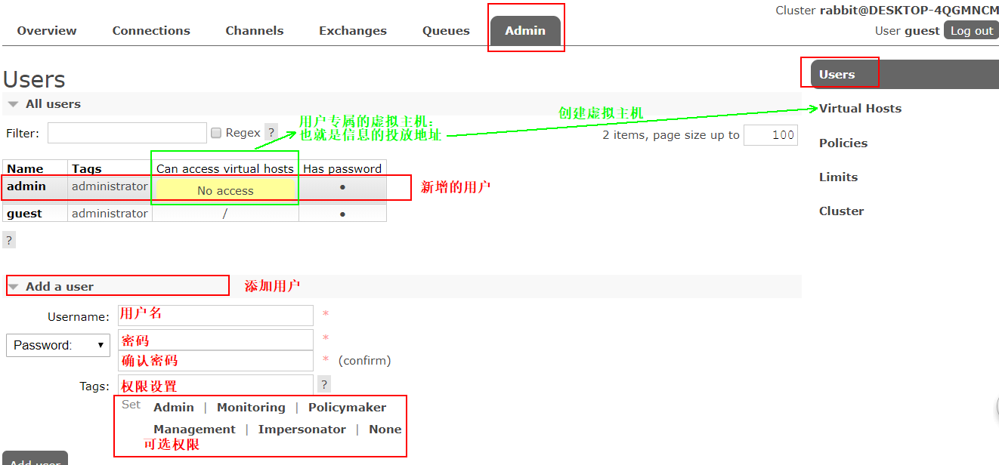 Cluster rabbit@DESKTOP-4QGMNCM
Overview Connections Channels Exchanges Queues Admin
User guest Log out
Users
Users
All users
Virtual Hosts
用户专属的虚拟主机;
也就是信息的投放地址
创建虚拟主机
Filter: Regex ?
2 items, page size up to 100
Policies
Name Tags Can access virtual hosts Has password
admin administrator No access ●
新增的用户
Limits
guest administrator / ●
Cluster
?
Add a user
添加用户
Username: 用户名 *
Password: ▼ 密码 *
确认密码 * (confirm)
Tags: 权限设置 ?
Set Admin | Monitoring | Policymaker
Management | Impersonator | None
可选权限
Add user